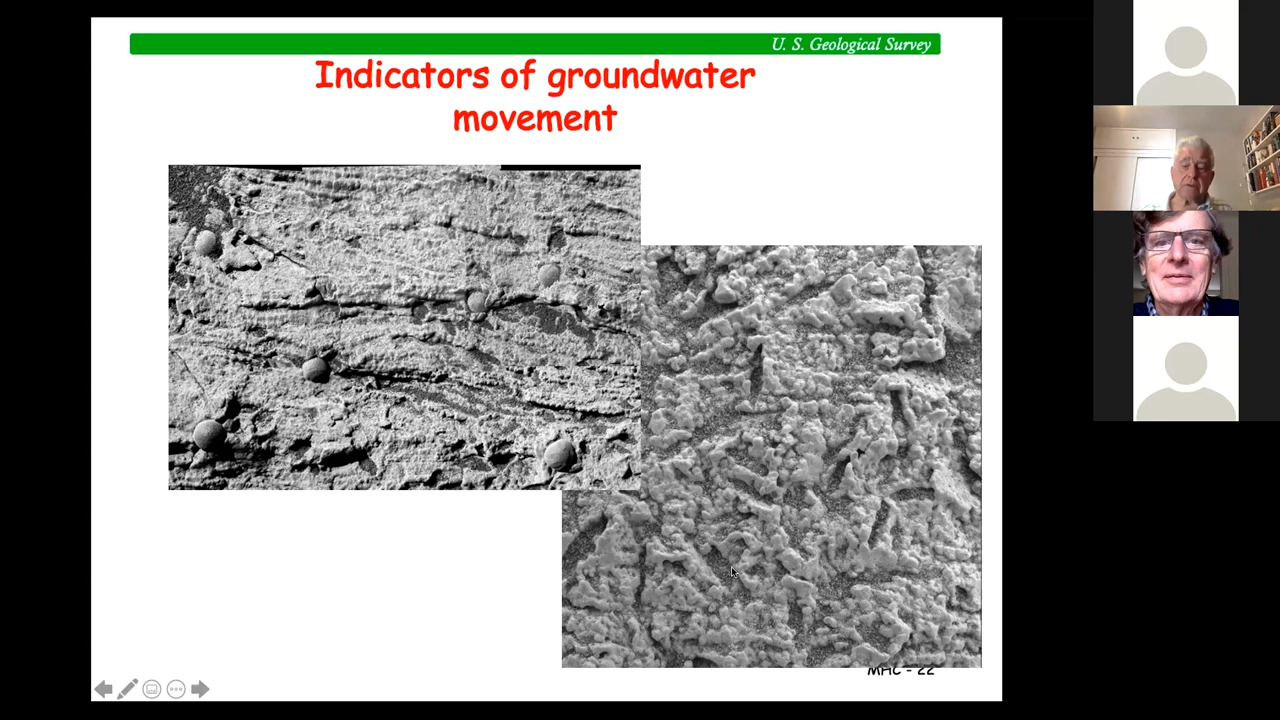 U. S. Geological Survey
Indicators of groundwater
movement
MHC - 22